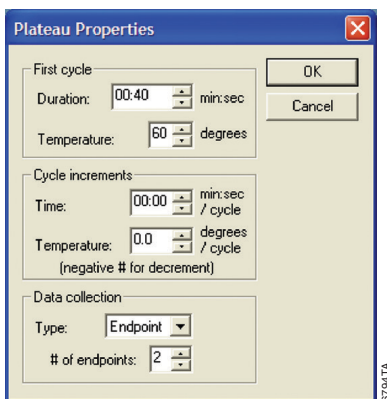 Plateau Properties
First cycle
Duration: 00:40 min:sec
Temperature: 60 degrees
OK
Cancel
Cycle increments
Time: 00:00 min:sec / cycle
Temperature: 0.0 degrees / cycle
(negative # for decrement)
Data collection
Type: Endpoint
# of endpoints: 2